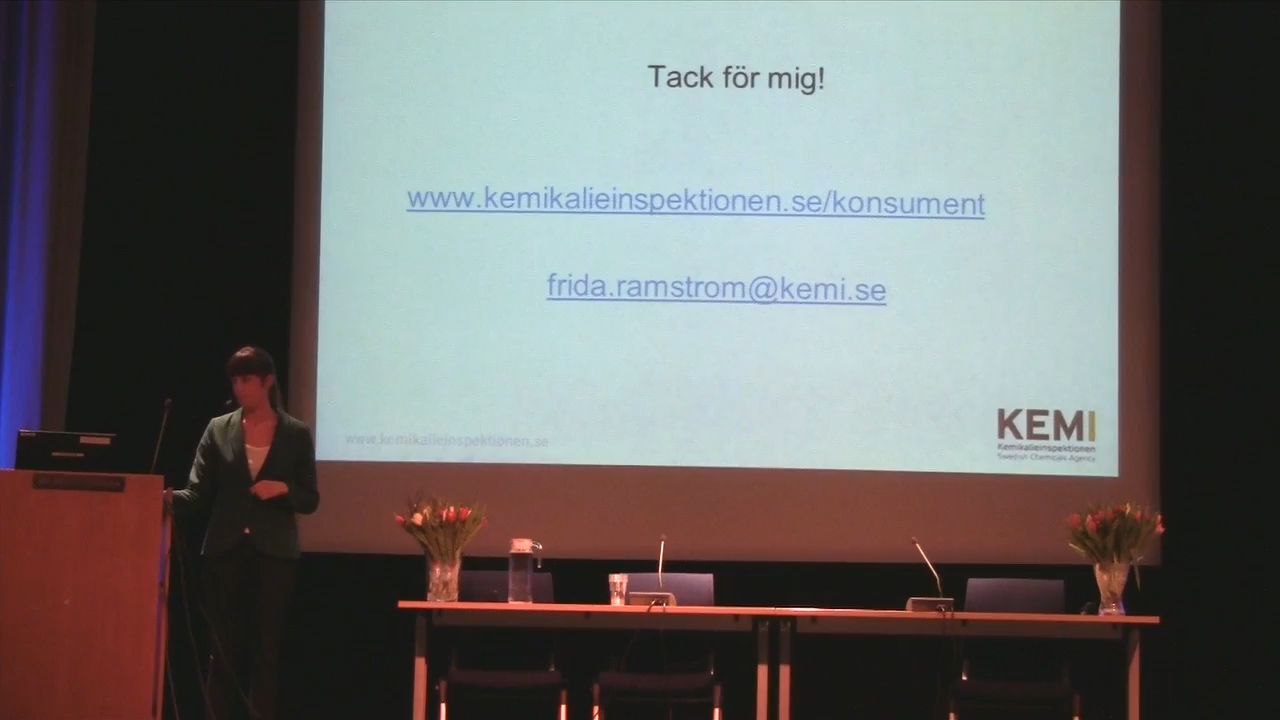 Tack för mig!
www.kemikalieinspektionen.se/konsument
frida.ramstrom@kemi.se
www.kemikalieinspektionen.se
KEMI
Kemikalieinspektionen
Swedish Chemicals Agency